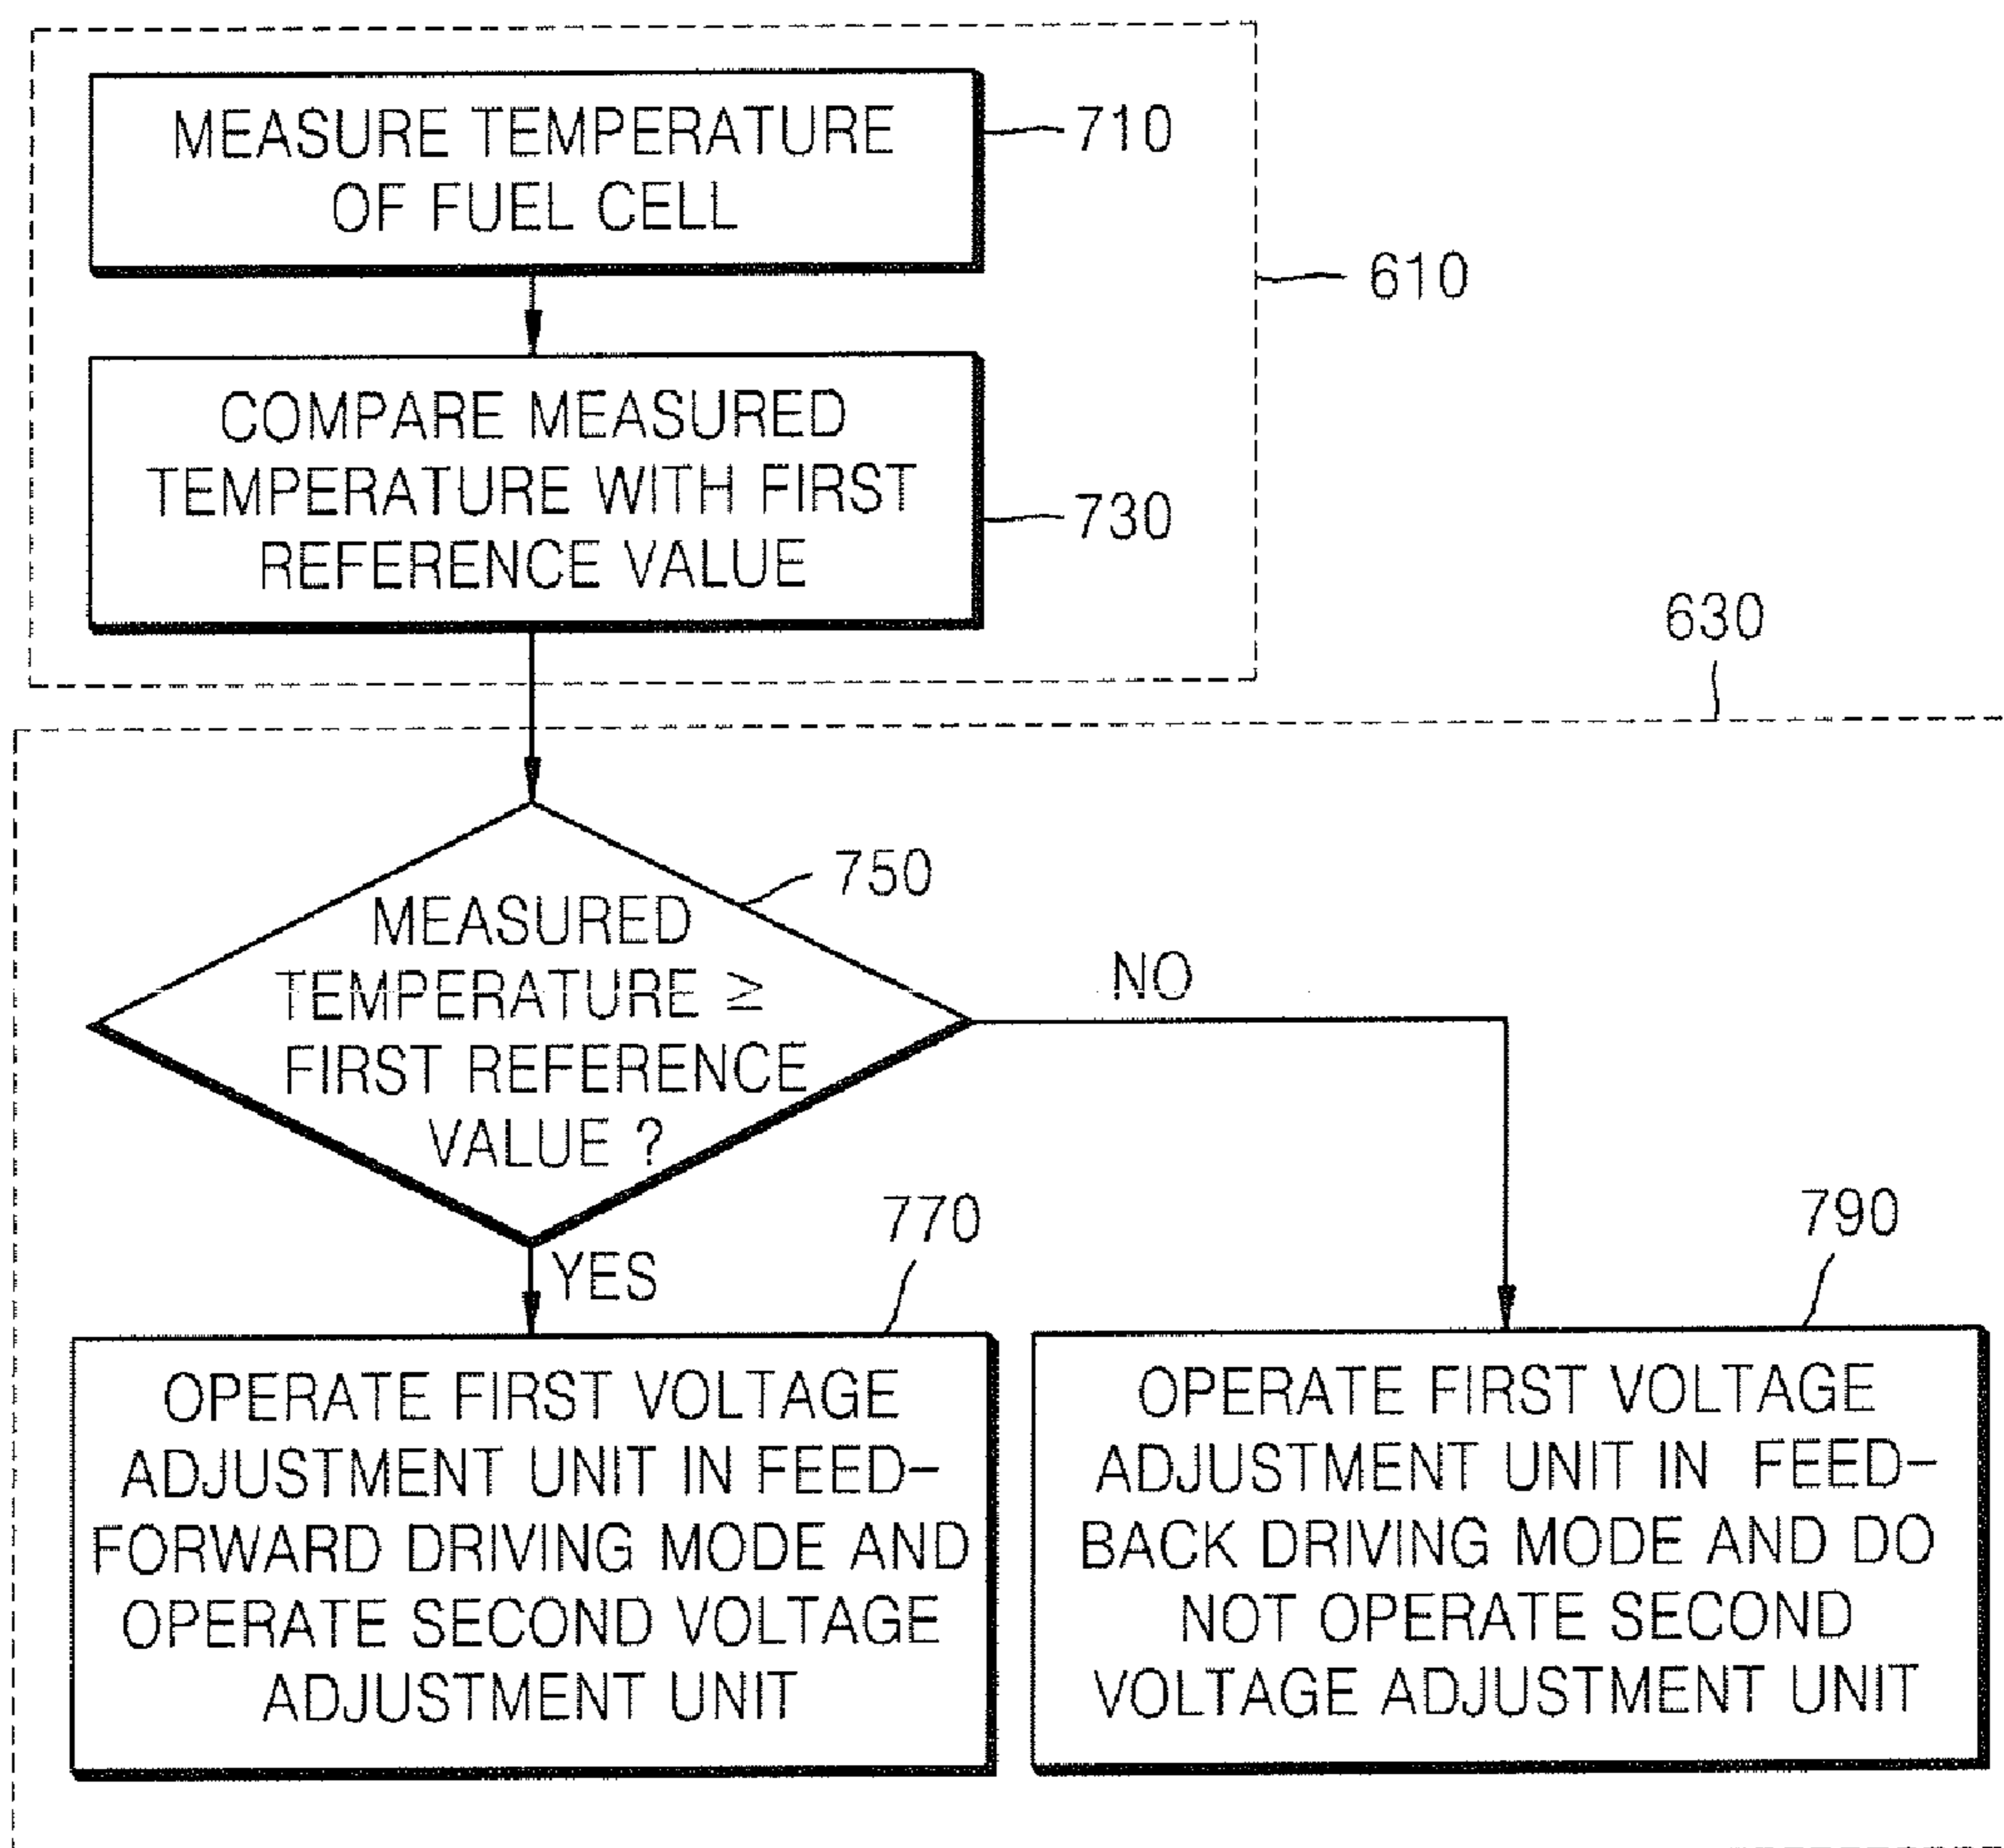 MEASURE TEMPERATURE
OF FUEL CELL
710
610
COMPARE MEASURED
TEMPERATURE WITH FIRST
REFERENCE VALUE
730
630
750
MEASURED
TEMPERATURE ≥
FIRST REFERENCE
VALUE ?
NO
YES
770
OPERATE FIRST VOLTAGE
ADJUSTMENT UNIT IN FEED-
FORWARD DRIVING MODE AND
OPERATE SECOND VOLTAGE
ADJUSTMENT UNIT
790
OPERATE FIRST VOLTAGE
ADJUSTMENT UNIT IN FEED-
BACK DRIVING MODE AND DO
NOT OPERATE SECOND
VOLTAGE ADJUSTMENT UNIT